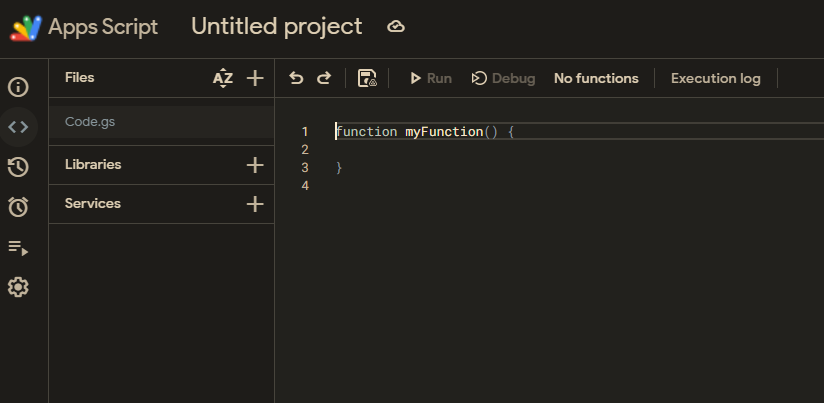 Apps Script Untitled project
Files AZ
Run Debug No functions Execution log
Code.gs
Libraries
Services
1 function myFunction() {
2
3 }
4